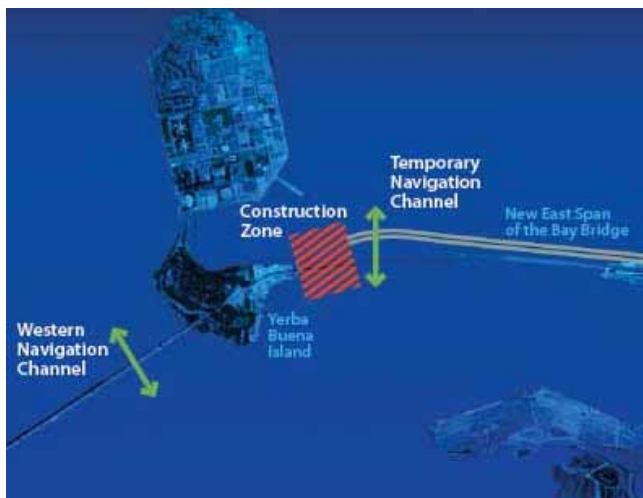 Temporary
Navigation
Channel
Construction
Zone
New East Span
of the Bay Bridge
Yerba
Buena
Island
Western
Navigation
Channel